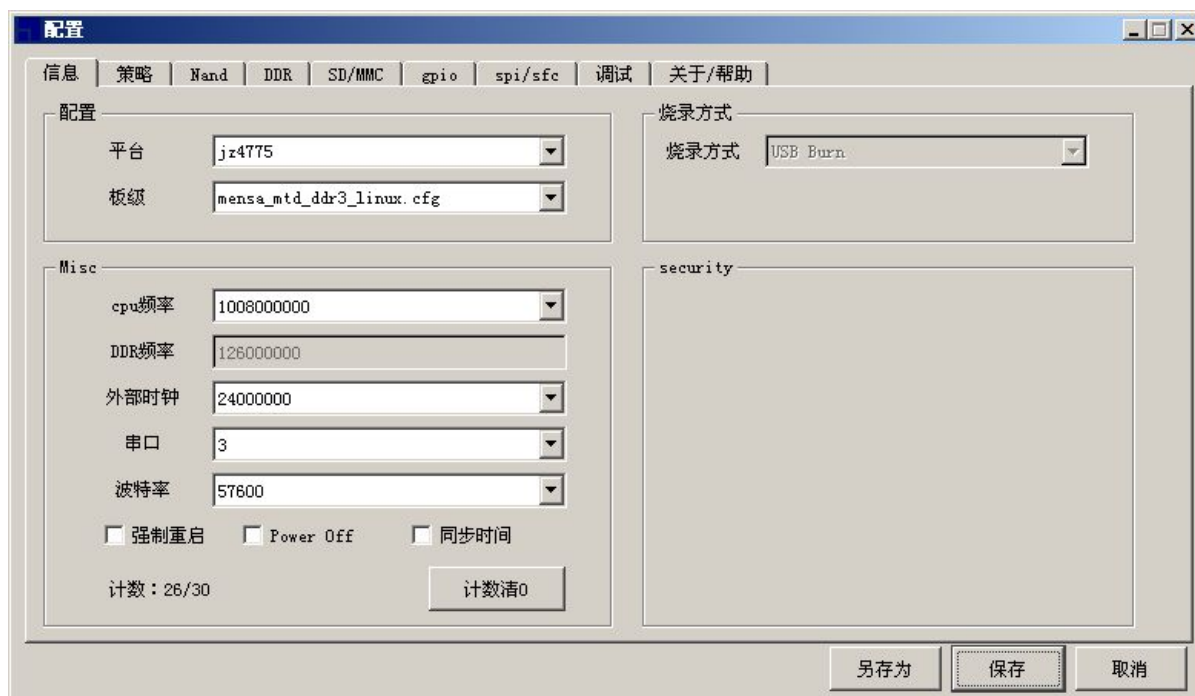 配置
信息 策略 Nand DDR SD/MMC gpio spi/sfc 调试 关于/帮助
配置
平台 jz4775
板级 mensa_mtd_ddr3_linux.cfg
烧录方式
烧录方式 USB Burn
Misc
cpu频率 1008000000
DDR频率 126000000
外部时钟 24000000
串口 3
波特率 57600
强制重启 Power Off 同步时间
计数：26/30 计数清0
security
另存为 保存 取消